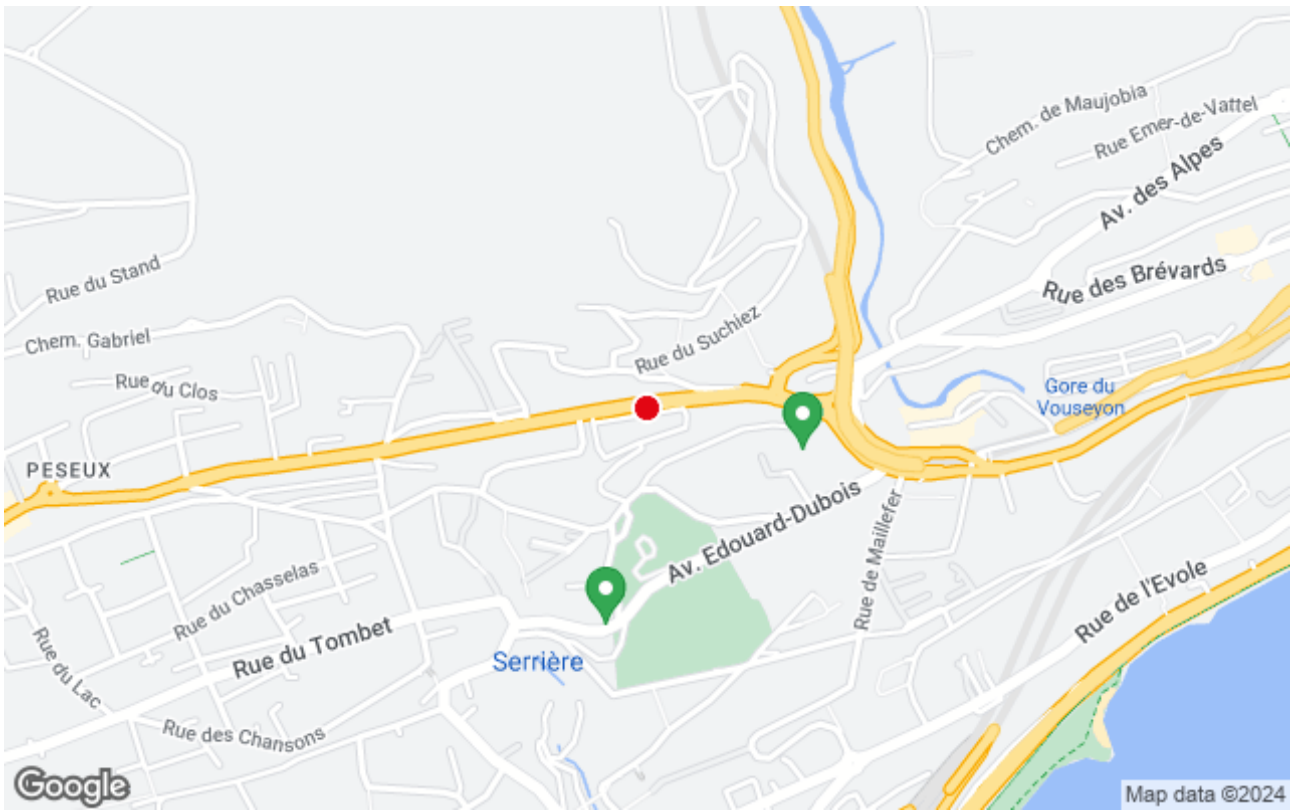 Chem. de Maujobia
Rue Emer-de-Vattel
Av. des Alpes
Rue des Brévards
Rue du Stand
Chem. Gabriel
Rue du Suchiez
Rue du Clos
Gore du
Vouseyon
PESEUX
Av. Edouard-Dubois
Rue de Maillefer
Rue du Chasselas
Rue de l'Evole
Rue du Tombet
Serrière
Rue du Lac
Rue des Chansons
Google
Map data ©2024